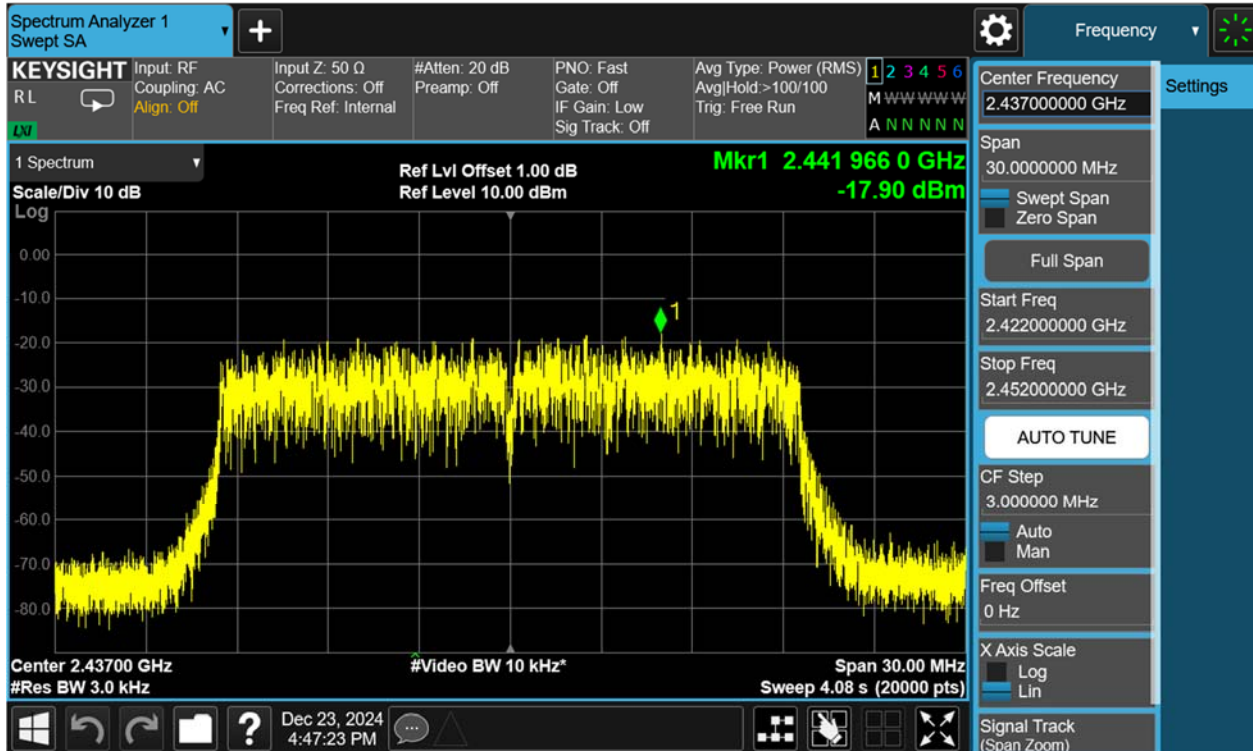 Spectrum Analyzer 1
Swept SA
+
Frequency
KEYSIGHT
R L
LXI
Input: RF
Coupling: AC
Align: Off
Input Z: 50 Ω
Corrections: Off
Freq Ref: Internal
#Atten: 20 dB
Preamp: Off
PNO: Fast
Gate: Off
IF Gain: Low
Sig Track: Off
Avg Type: Power (RMS)
Avg|Hold:>100/100
Trig: Free Run
1 2 3 4 5 6
M W W W W W
A N N N N N
1 Spectrum
Scale/Div 10 dB
Log
Ref Lvl Offset 1.00 dB
Ref Level 10.00 dBm
Mkr1 2.441 966 0 GHz
-17.90 dBm
0.00
-10.0
1
-20.0
-30.0
-40.0
-50.0
-60.0
-70.0
-80.0
Center 2.43700 GHz
#Res BW 3.0 kHz
#Video BW 10 kHz*
Span 30.00 MHz
Sweep 4.08 s (20000 pts)
?
Dec 23, 2024
4:47:23 PM
Center Frequency
2.437000000 GHz
Settings
Span
30.0000000 MHz
Swept Span
Zero Span
Full Span
Start Freq
2.422000000 GHz
Stop Freq
2.452000000 GHz
AUTO TUNE
CF Step
3.000000 MHz
Auto
Man
Freq Offset
0 Hz
X Axis Scale
Log
Lin
Signal Track
(Span Zoom)